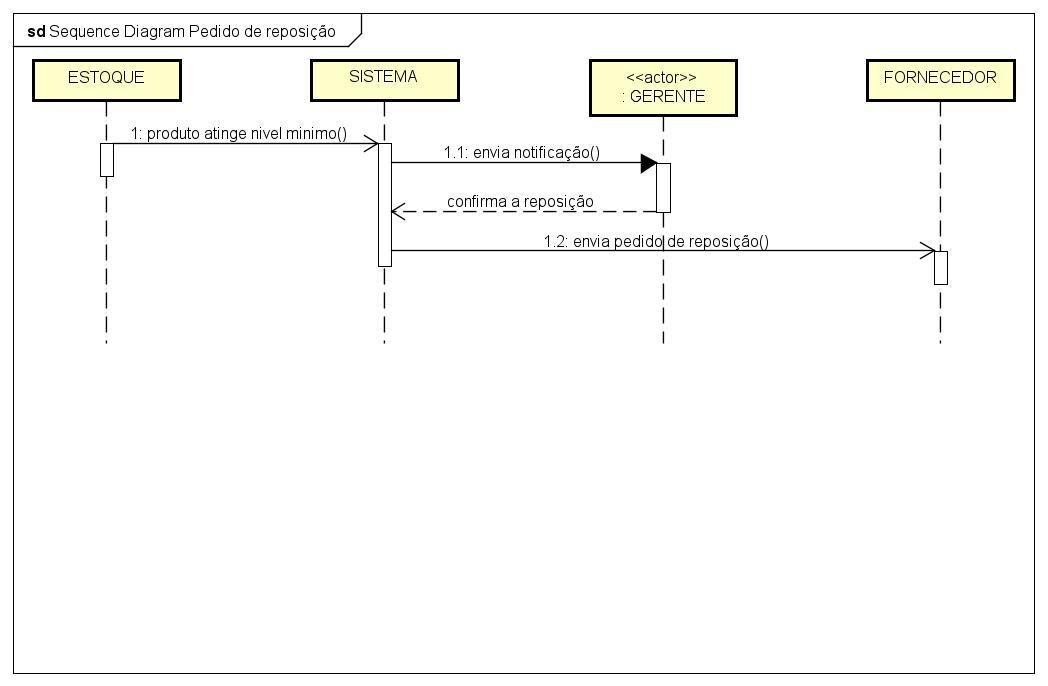 sd Sequence Diagram Pedido de reposição
ESTOQUE
SISTEMA
<<actor>>
: GERENTE
FORNECEDOR
1: produto atinge nivel minimo()
1.1: envia notificação()
confirma a reposição
1.2: envia pedido de reposição()